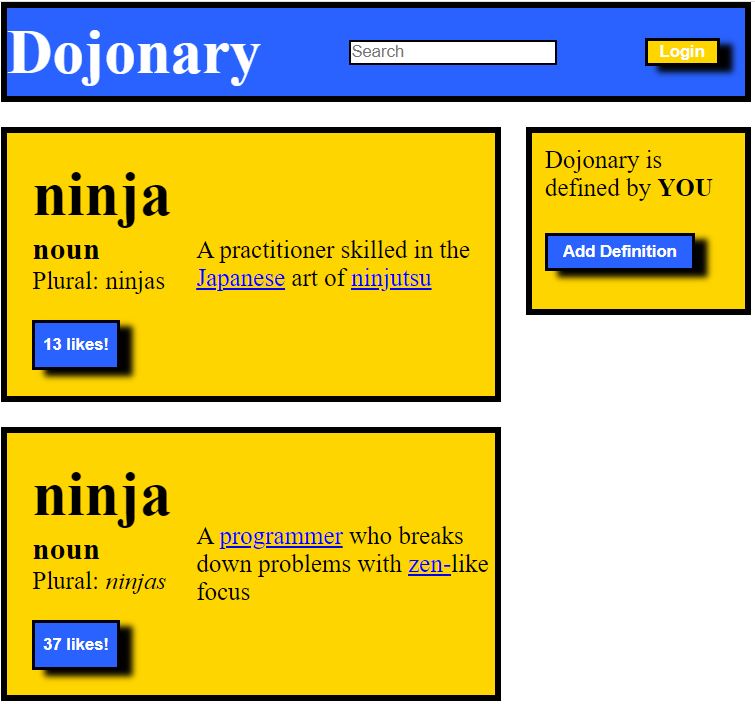 Dojonary
Search
Login
ninja
noun
Plural: ninjas
A practitioner skilled in the
Japanese art of ninjutsu
13 likes!
Dojonary is
defined by YOU
Add Definition
ninja
noun
Plural: ninjas
A programmer who breaks
down problems with zen-like
focus
37 likes!